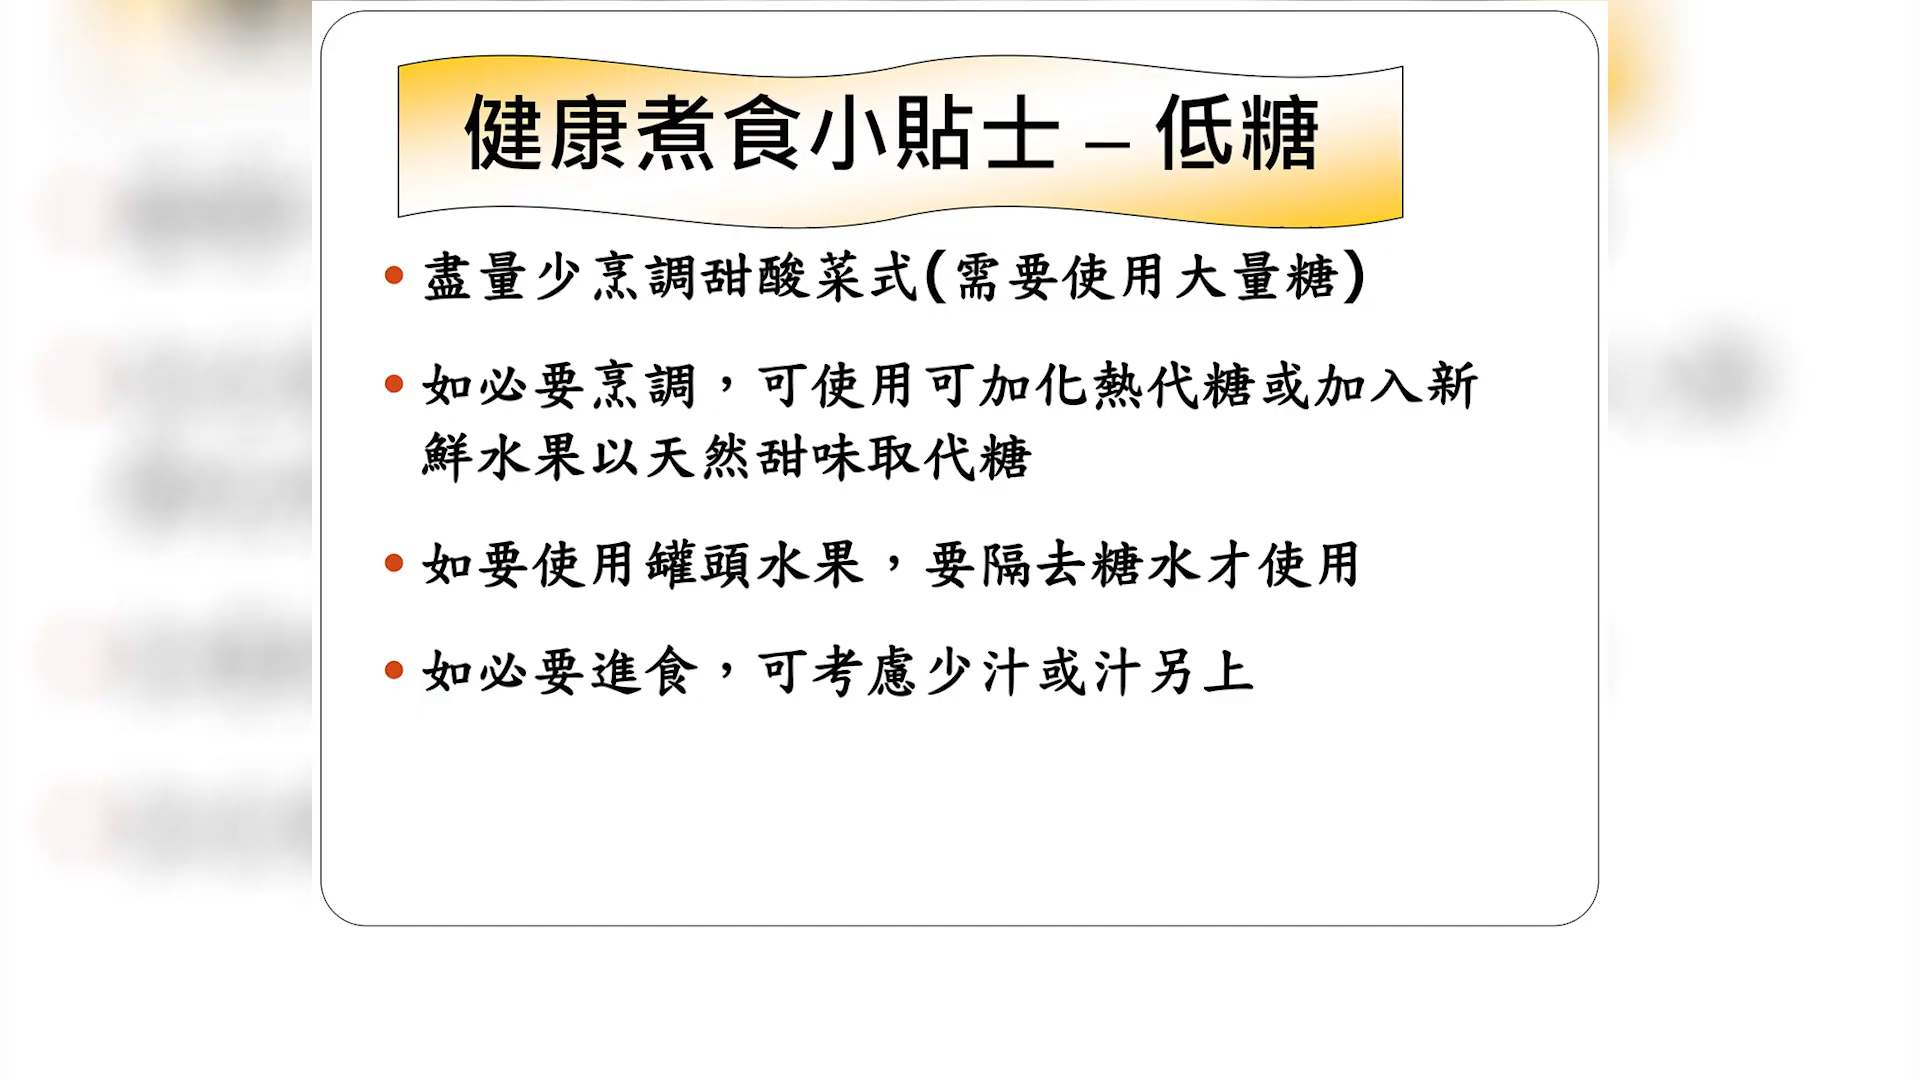 健康煮食小貼士 – 低糖
• 盡量少烹調甜酸菜式(需要使用大量糖)
• 如必要烹調，可使用可加化熱代糖或加入新
鮮水果以天然甜味取代糖
• 如要使用罐頭水果，要隔去糖水才使用
• 如必要進食，可考慮少汁或汁另上